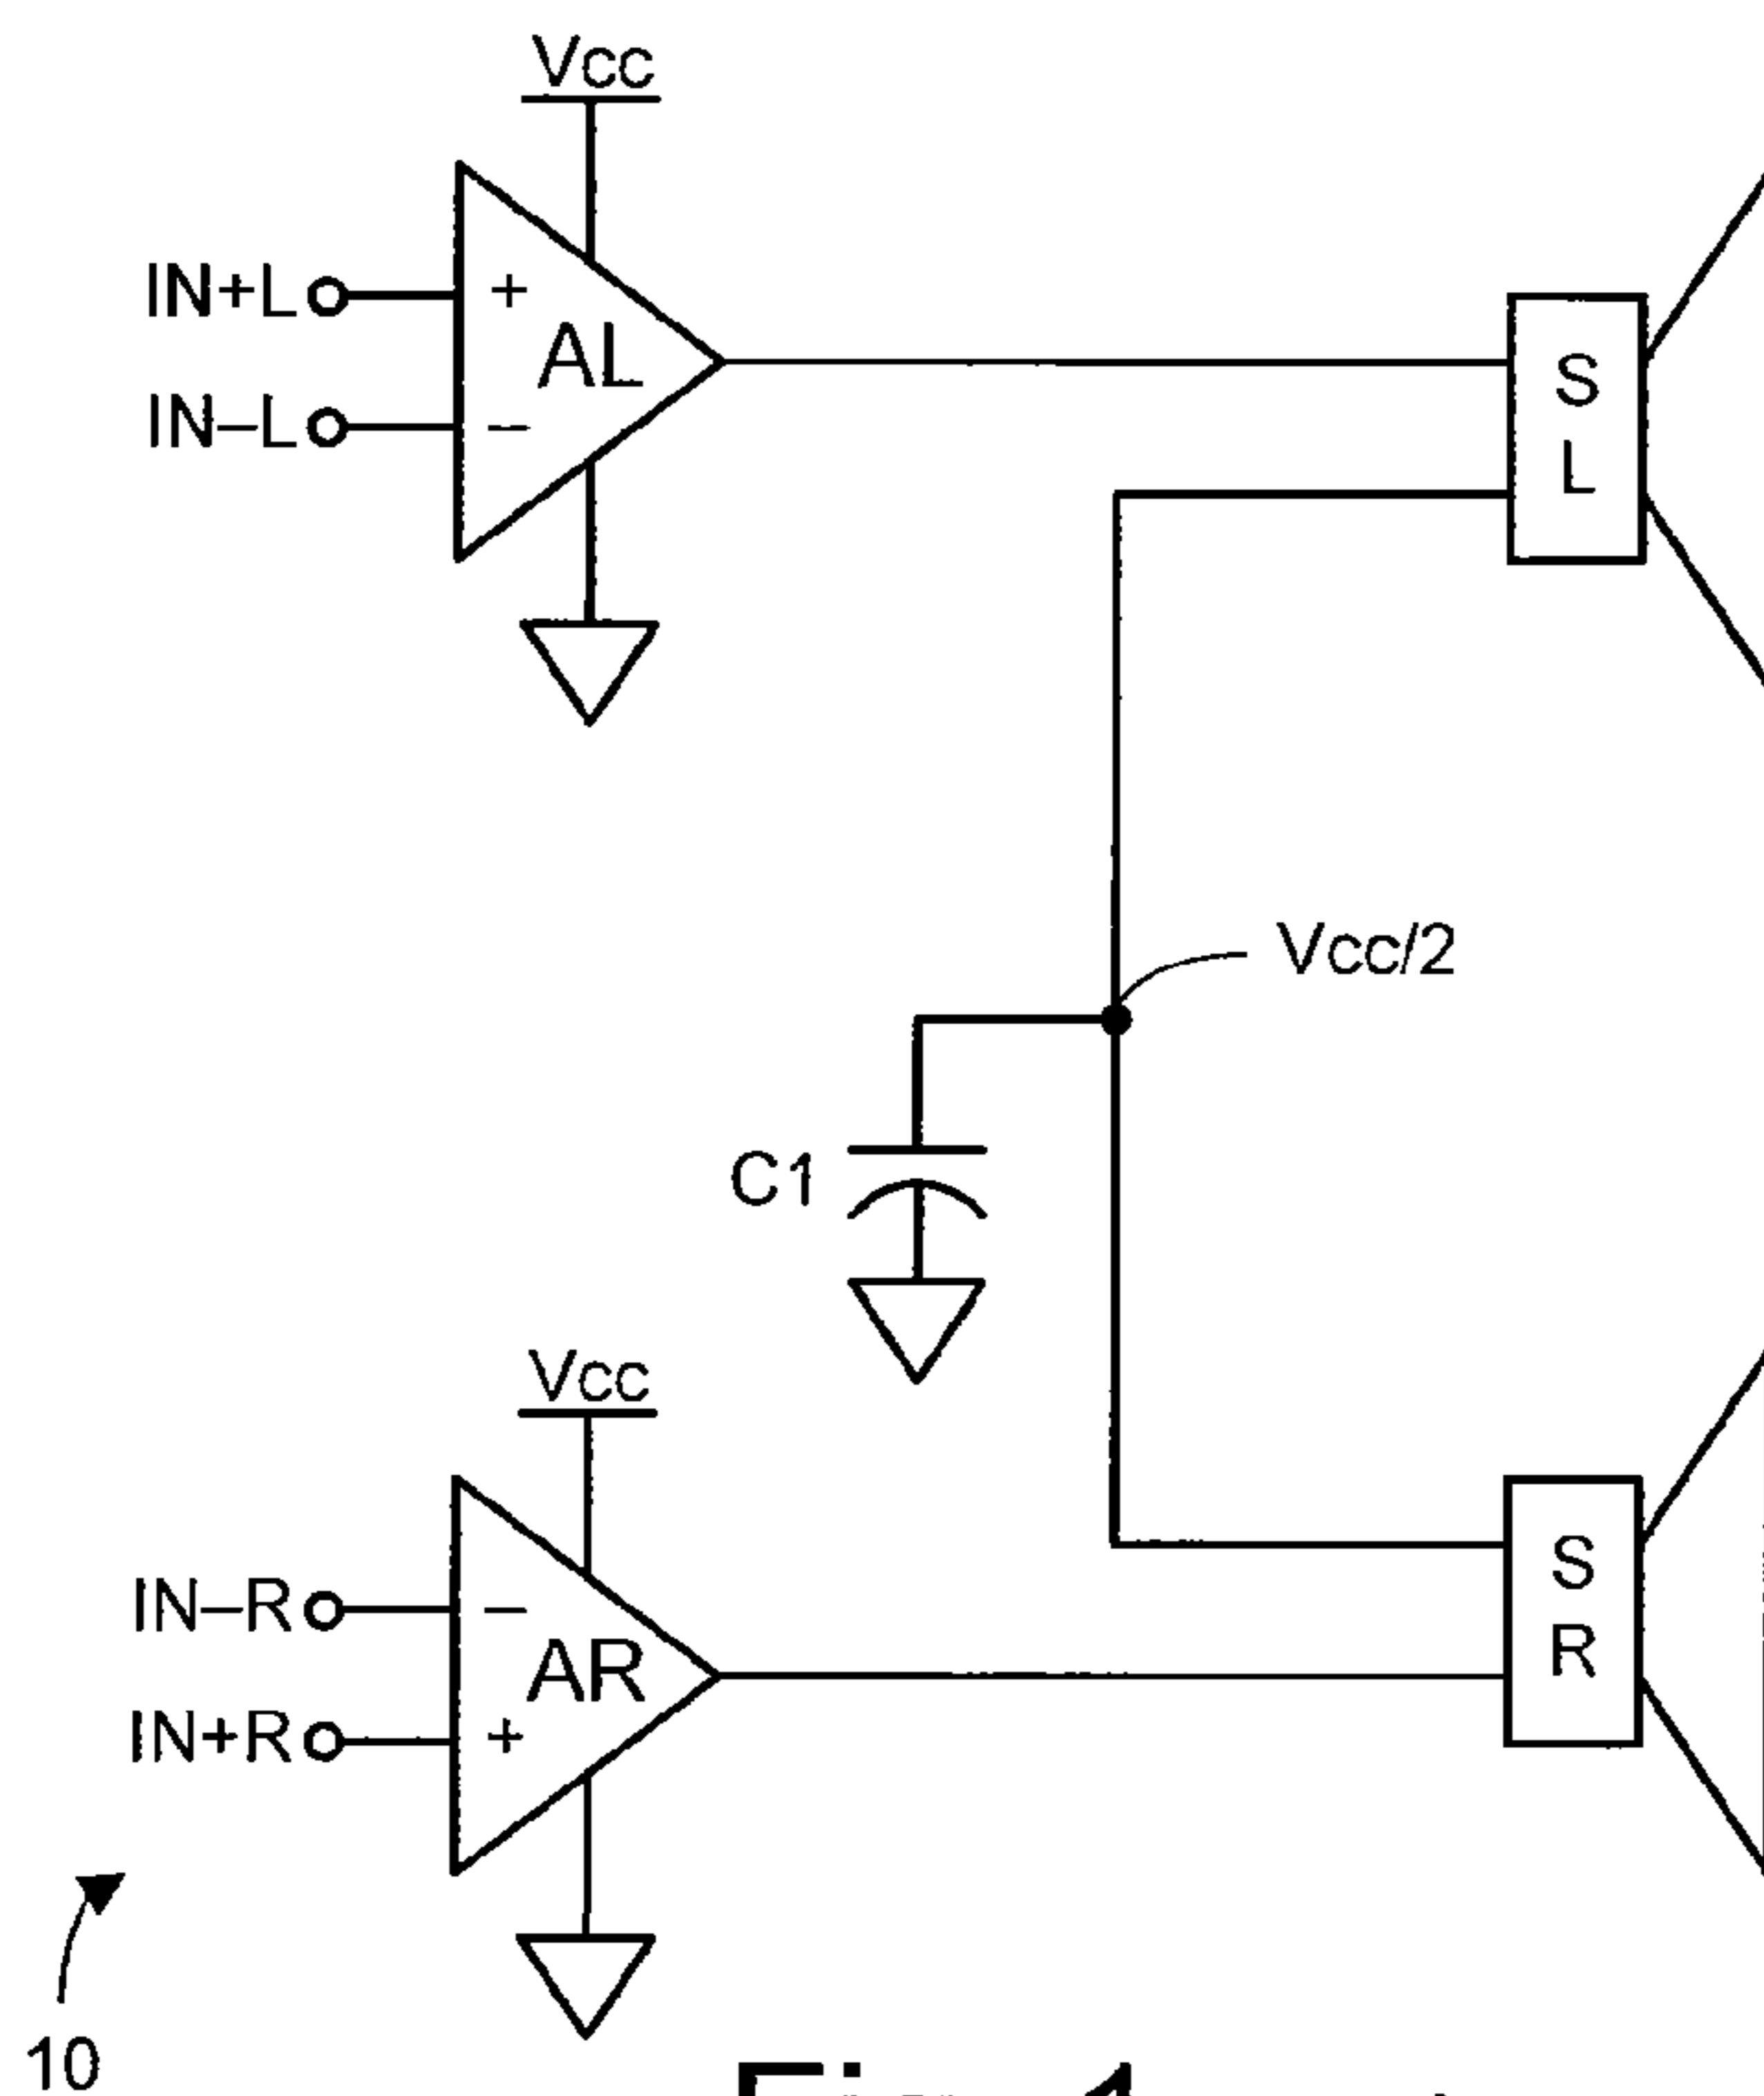 Vcc
IN+L
+
AL
IN–L
–
S
L
Vcc/2
C1
Vcc
IN–R
–
AR
IN+R
+
S
R
10